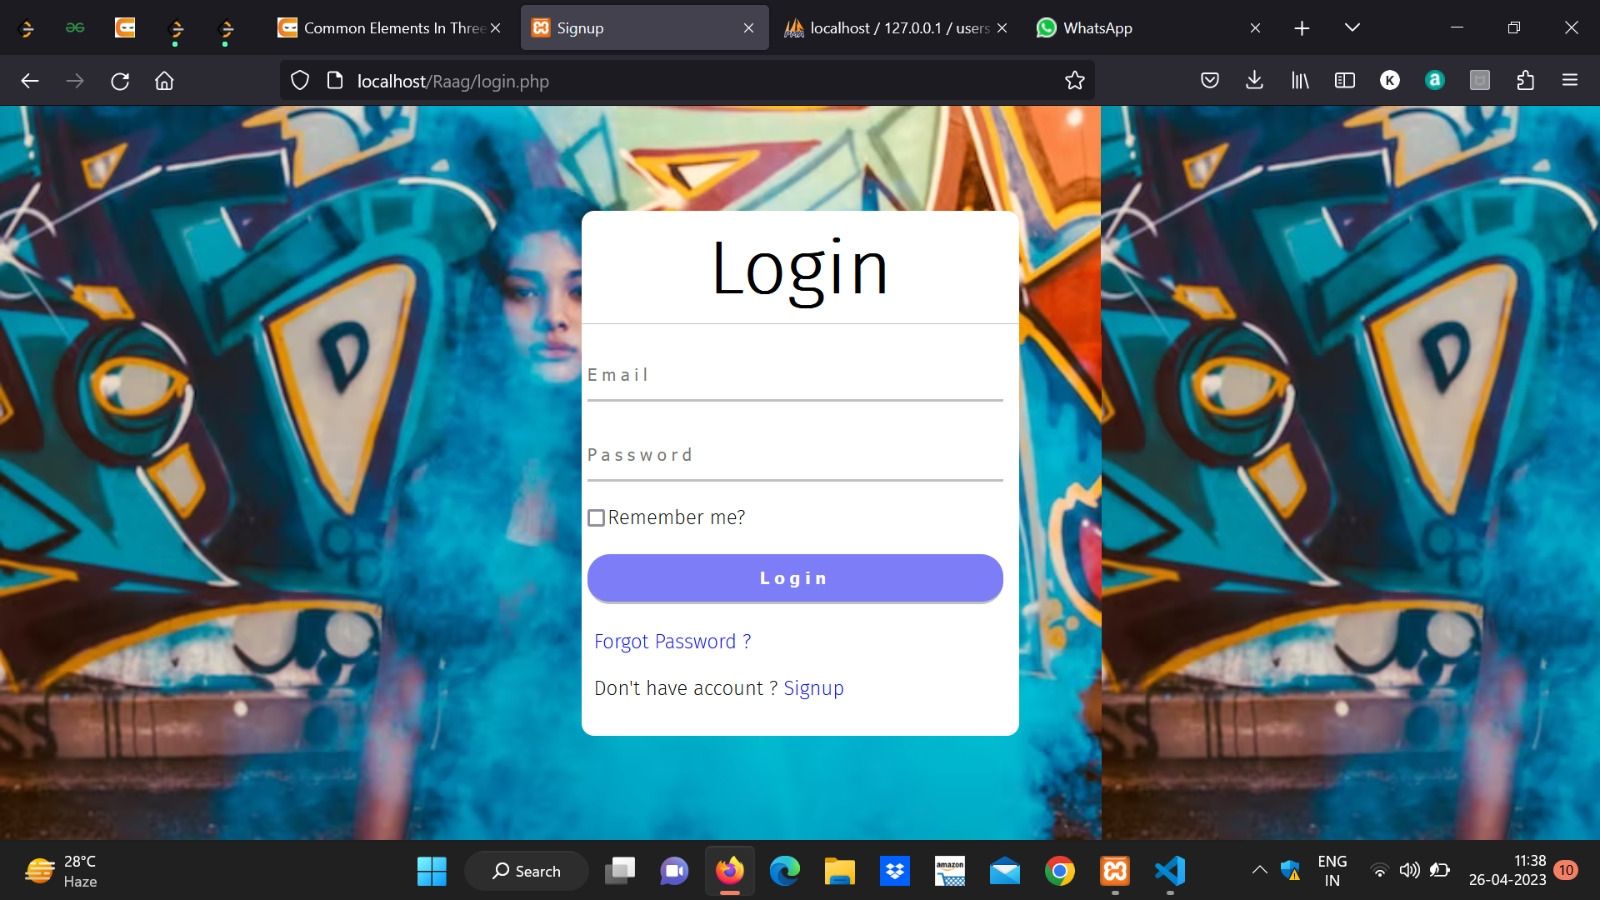 Common Elements In Three
Signup
localhost / 127.0.0.1 / users
WhatsApp
localhost/Raag/login.php
K
a
D
D
Login
Email
Password
Remember me?
Login
Forgot Password ?
Don't have account ? Signup
28°C
Haze
Search
amazon
ENG
IN
11:38
26-04-2023
10